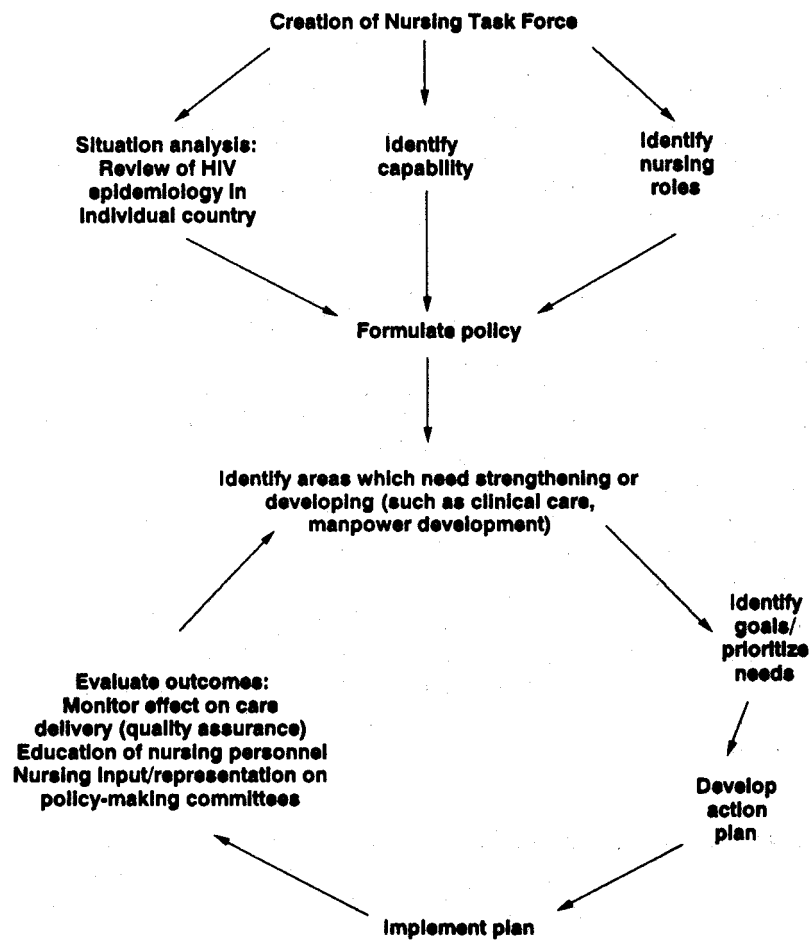 Creation of Nursing Task Force
Situation analysis:
Review of HIV
epidemiology in
individual country
Identify
capability
Identify
nursing
roles
Formulate policy
Identify areas which need strengthening or
developing (such as clinical care,
manpower development)
Identify
goals/
prioritize
needs
Develop
action
plan
Implement plan
Evaluate outcomes:
Monitor effect on care
delivery (quality assurance)
Education of nursing personnel
Nursing input/representation on
policy-making committees